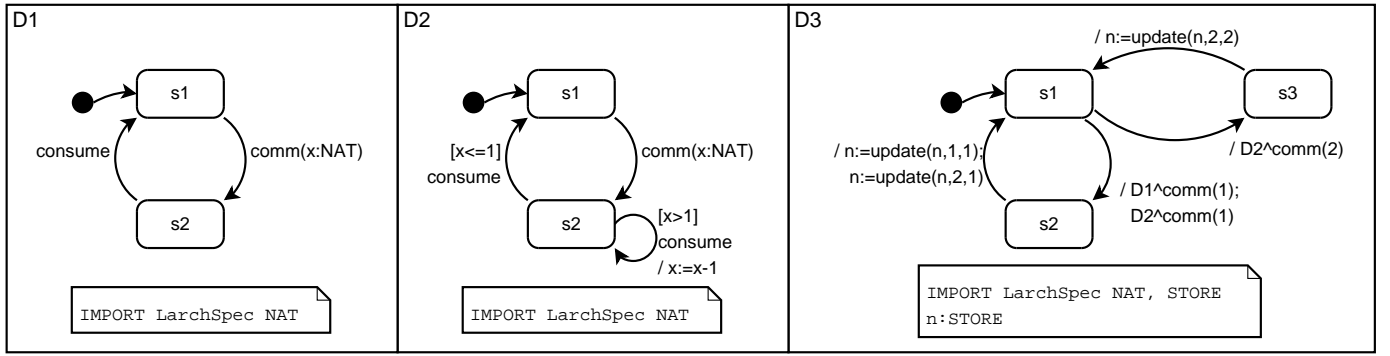 D1
s1
consume
comm(x:NAT)
s2
IMPORT LarchSpec NAT
D2
s1
[x<=1]
consume
comm(x:NAT)
s2
[x>1]
consume
/ x:=x-1
IMPORT LarchSpec NAT
D3
/ n:=update(n,2,2)
s1
s3
/ n:=update(n,1,1);
n:=update(n,2,1)
/ D2^comm(2)
/ D1^comm(1);
D2^comm(1)
s2
IMPORT LarchSpec NAT, STORE
n:STORE